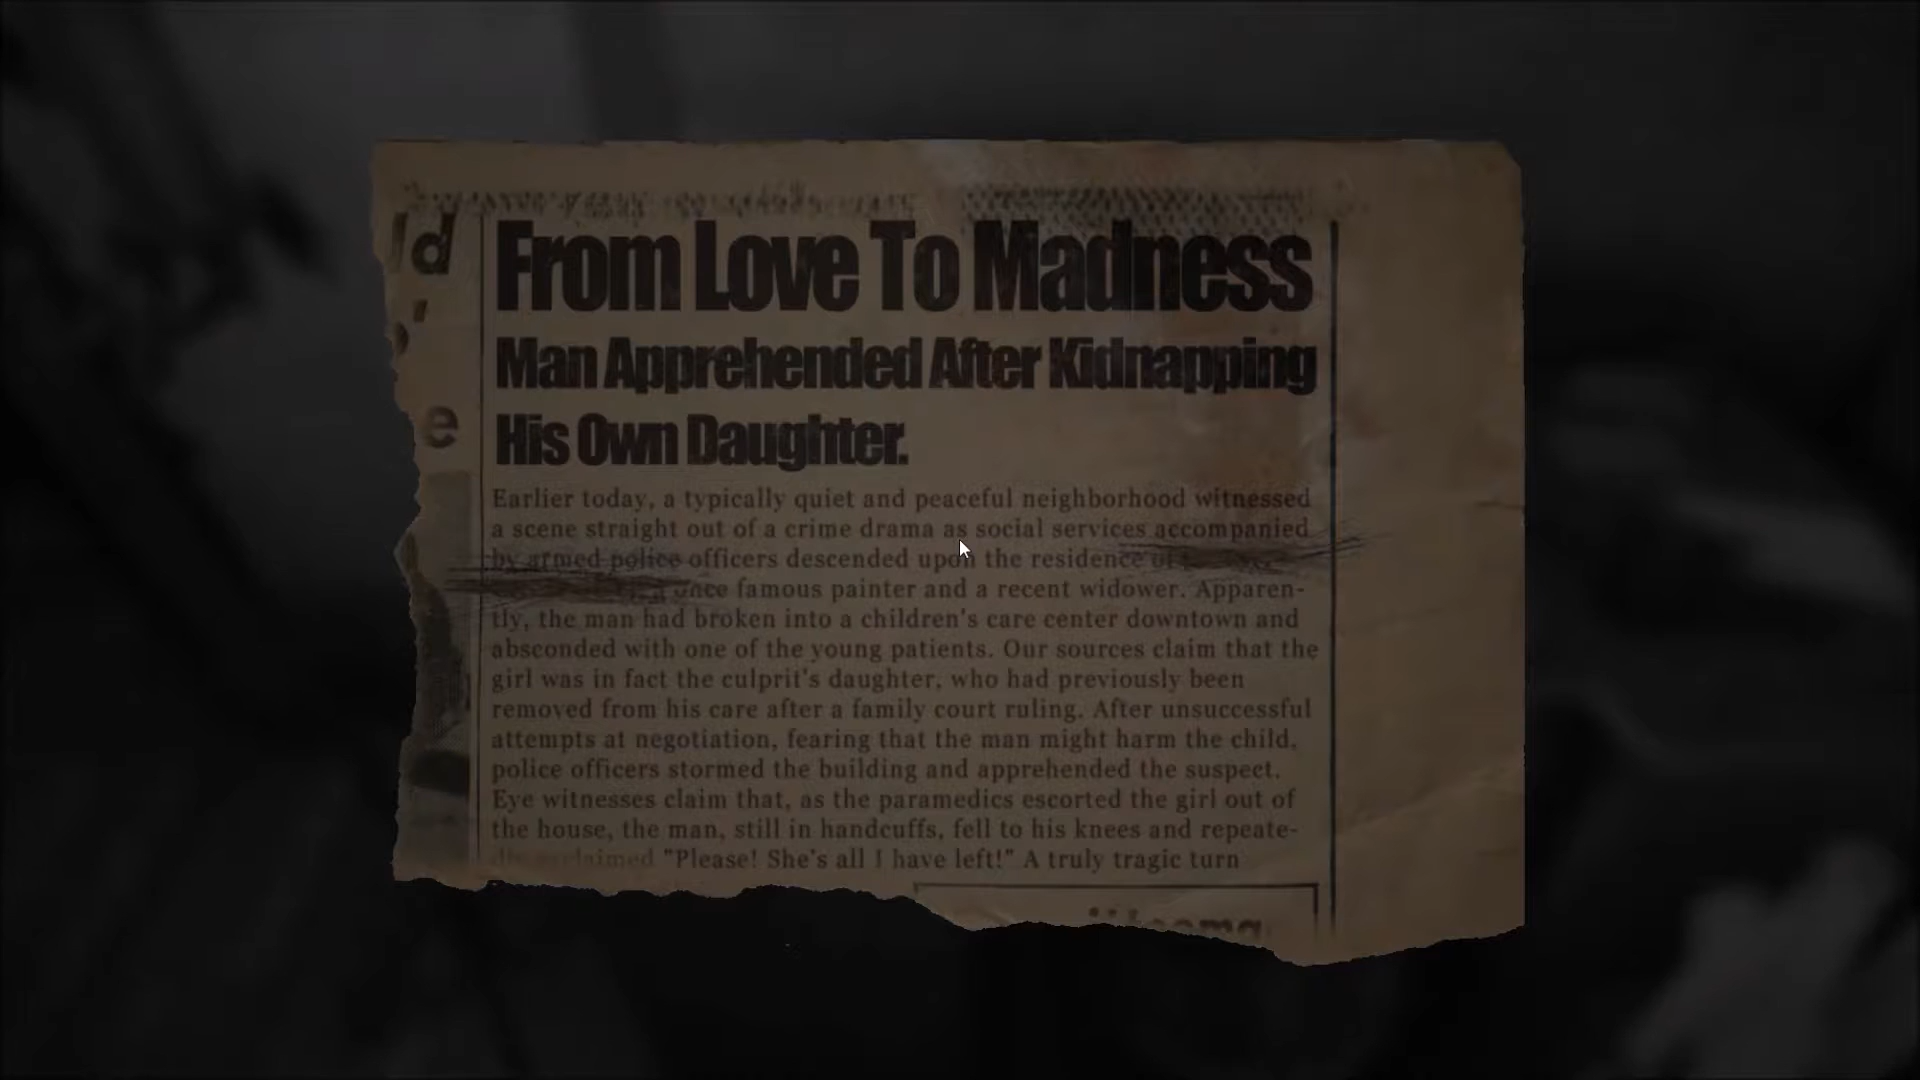 ld
e
From Love To Madness
Man Apprehended After Kidnapping
His Own Daughter.
Earlier today, a typically quiet and peaceful neighborhood witnessed
a scene straight out of a crime drama as social services accompanied
by armed police officers descended upon the residence of
a once famous painter and a recent widower. Apparen-
tly, the man had broken into a children's care center downtown and
absconded with one of the young patients. Our sources claim that the
girl was in fact the culprit's daughter, who had previously been
removed from his care after a family court ruling. After unsuccessful
attempts at negotiation, fearing that the man might harm the child,
police officers stormed the building and apprehended the suspect.
Eye witnesses claim that, as the paramedics escorted the girl out of
the house, the man, still in handcuffs, fell to his knees and repeate-
dly exclaimed "Please! She's all I have left!" A truly tragic turn